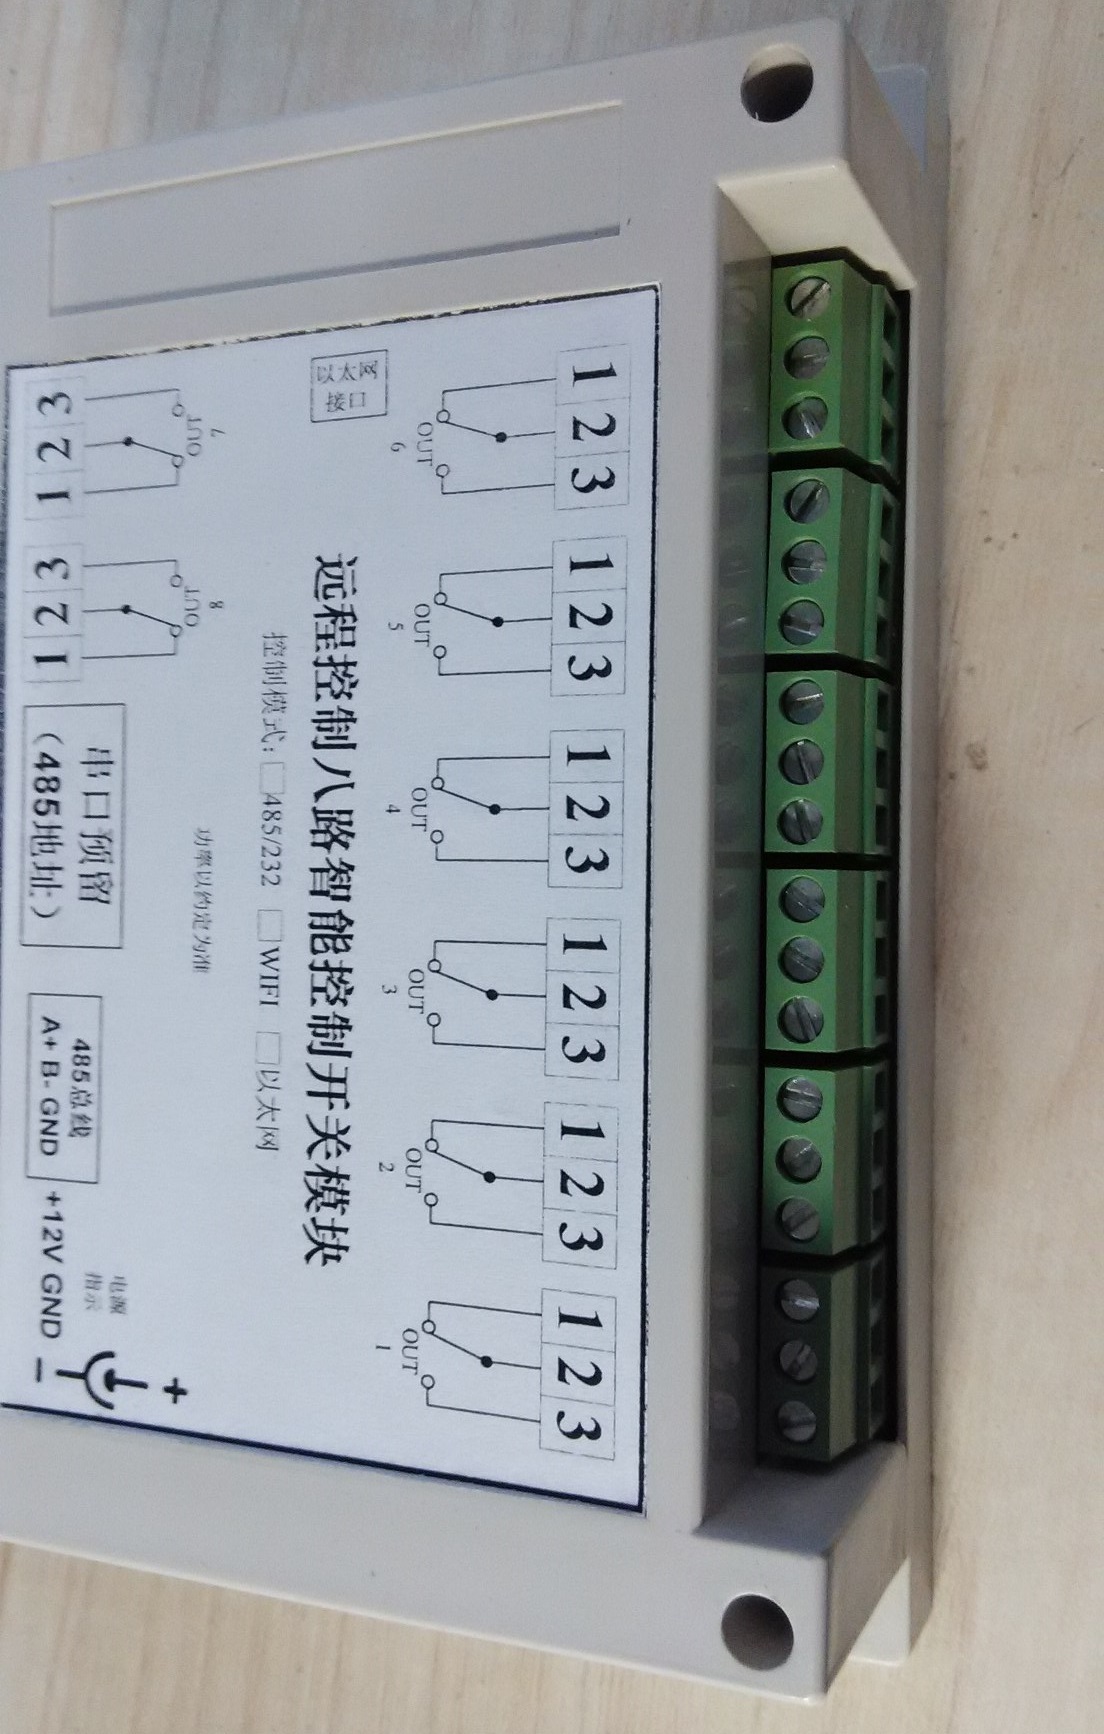 1 2 3 1 2 3 1 2 3 1 2 3 1 2 3 1 2 3
OUT OUT OUT OUT OUT OUT
6 5 4 3 2 1
以太网
接口
远程控制八路智能控制开关模块
控制模式：□485/232 □WIFI □以太网
功率以约定为准
7 8
OUT OUT
3 2 1 3 2 1
串口预留
（485地址）
485总线
A+ B- GND
+12V GND
电源
指示
+
−